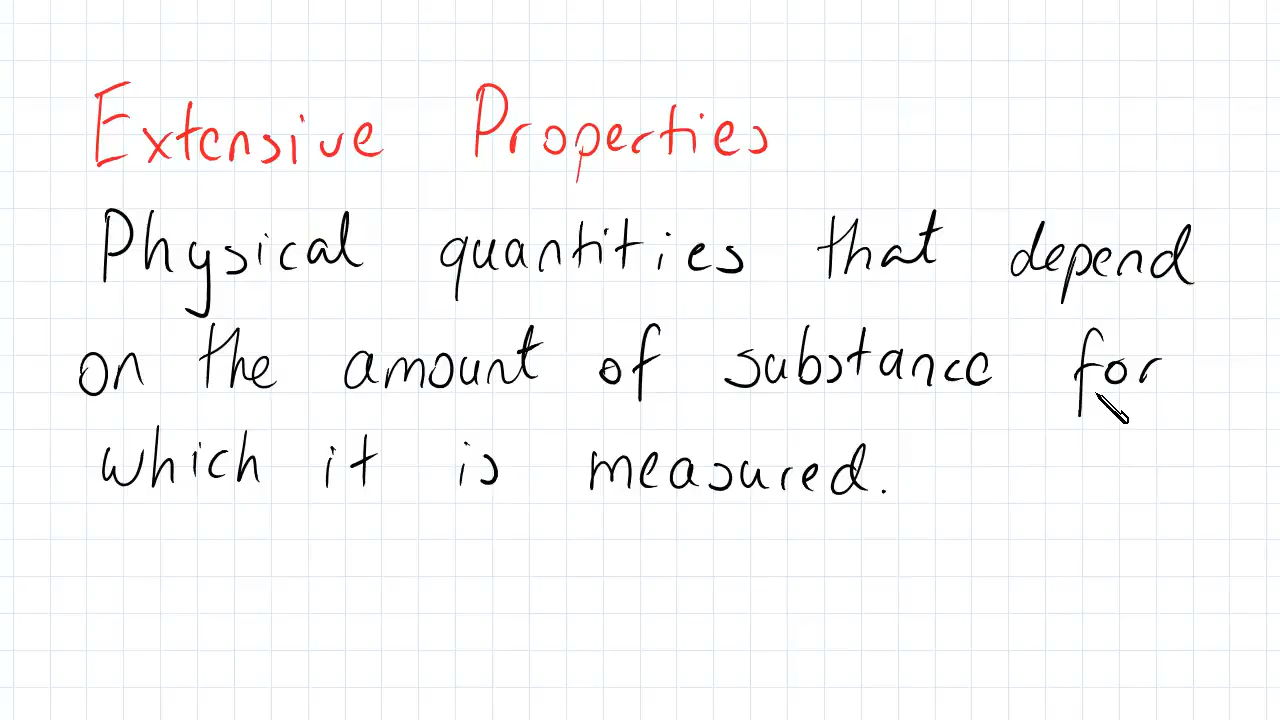 Extensive Properties
Physical quantities that depend
on the amount of substance for
which it is measured.